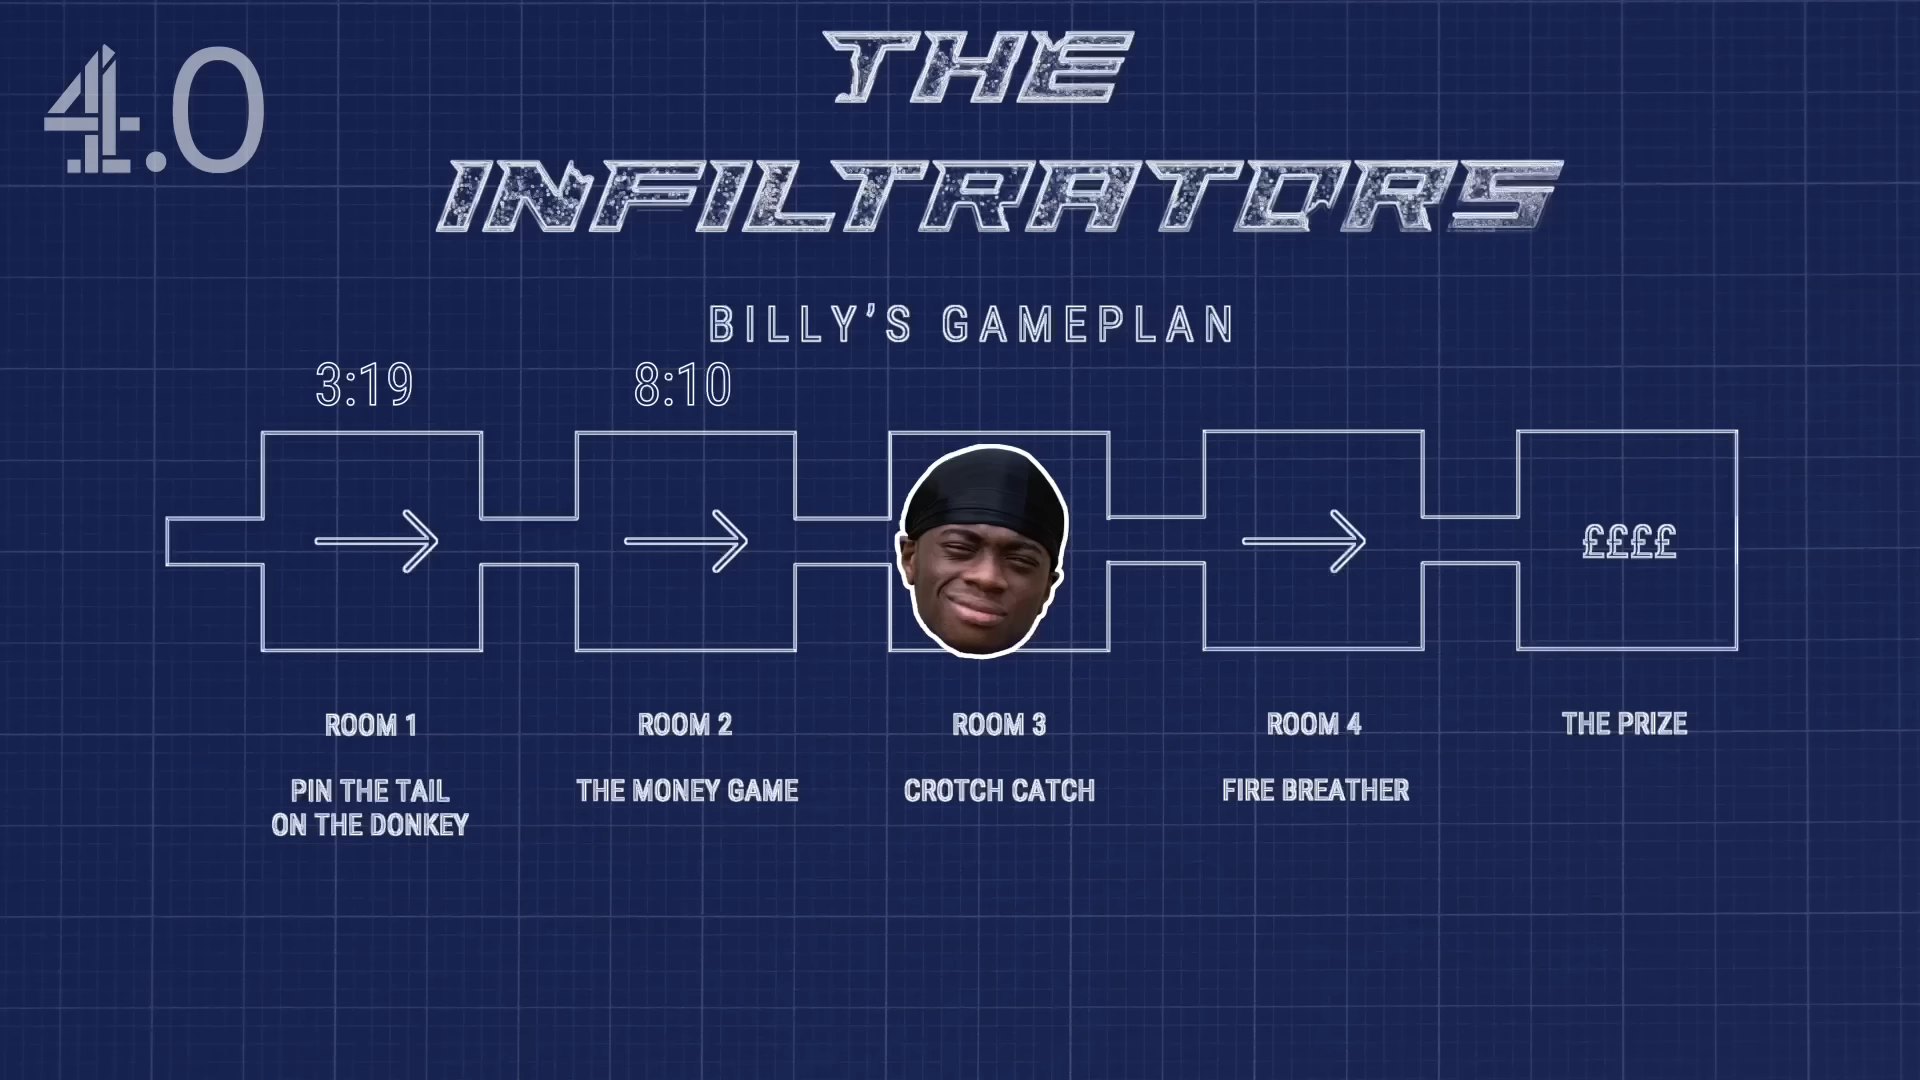 4.0
THE
INFILTRATORS
BILLY'S GAMEPLAN
3:19 8:10
££££
ROOM 1 ROOM 2 ROOM 3 ROOM 4 THE PRIZE
PIN THE TAIL THE MONEY GAME CROTCH CATCH FIRE BREATHER
ON THE DONKEY